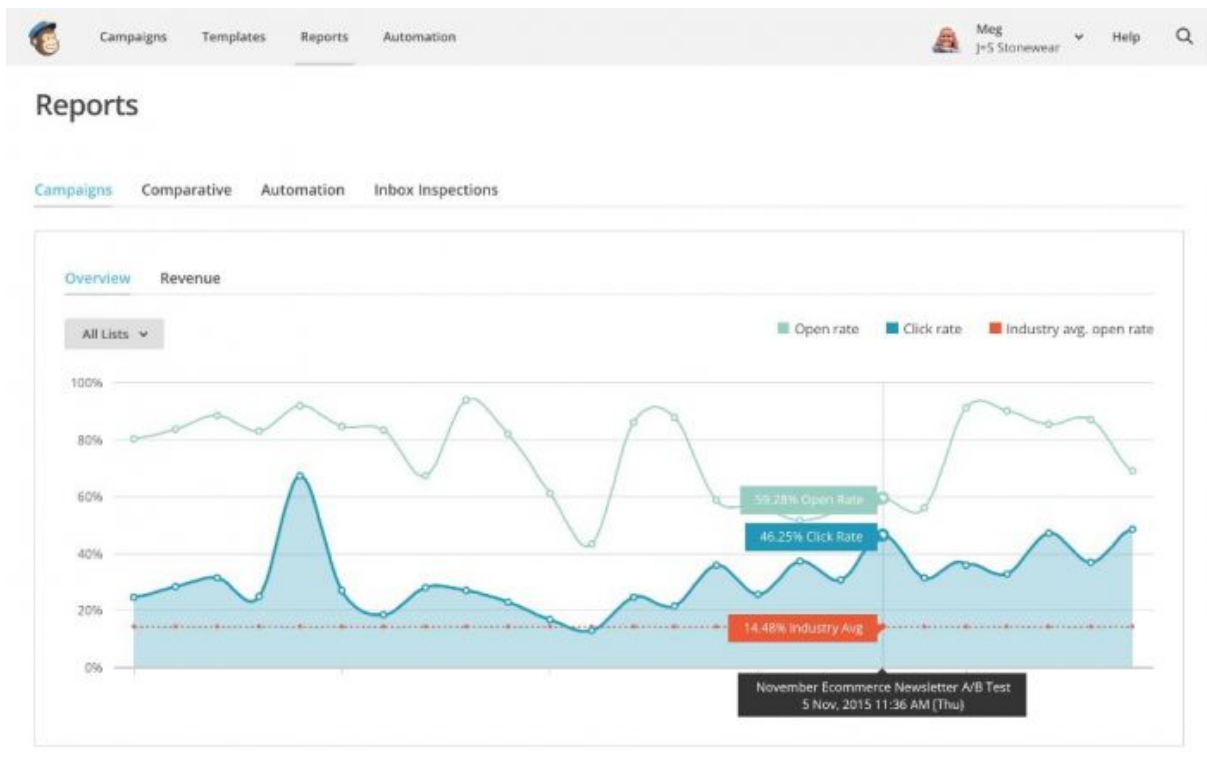 Campaigns Templates Reports Automation
Meg
J+S Stonewear
Help
Reports
Campaigns Comparative Automation Inbox Inspections
Overview Revenue
All Lists
Open rate Click rate Industry avg. open rate
100%
80%
60%
40%
20%
0%
59.28% Open Rate
46.25% Click Rate
14.48% Industry Avg
November Ecommerce Newsletter A/B Test
5 Nov, 2015 11:36 AM (Thu)